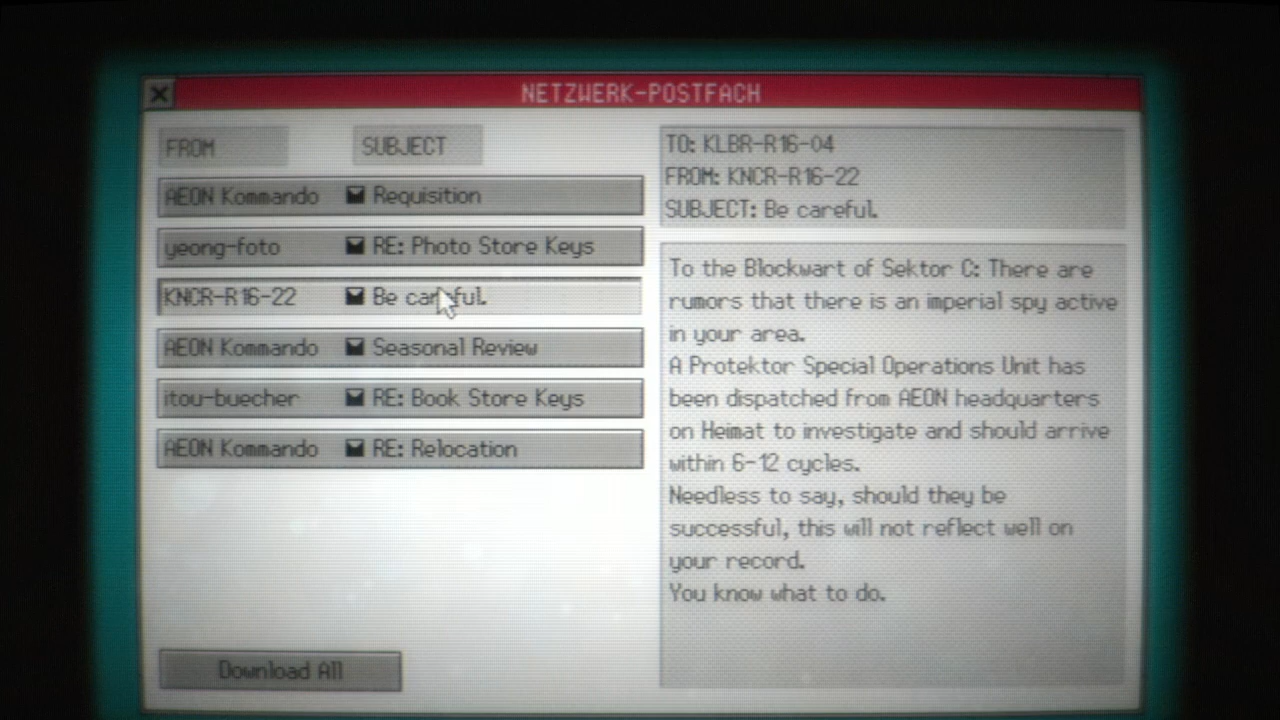 NETZWERK-POSTFACH
FROM SUBJECT
AEON Kommando Requisition
yeong-foto RE: Photo Store Keys
KNCR-R16-22 Be careful.
AEON Kommando Seasonal Review
itou-buecher RE: Book Store Keys
AEON Kommando RE: Relocation
Download All
TO: KLBR-R16-04
FROM: KNCR-R16-22
SUBJECT: Be careful.
To the Blockwart of Sektor C: There are
rumors that there is an imperial spy active
in your area.
A Protektor Special Operations Unit has
been dispatched from AEON headquarters
on Heimat to investigate and should arrive
within 6-12 cycles.
Needless to say, should they be
successful, this will not reflect well on
your record.
You know what to do.